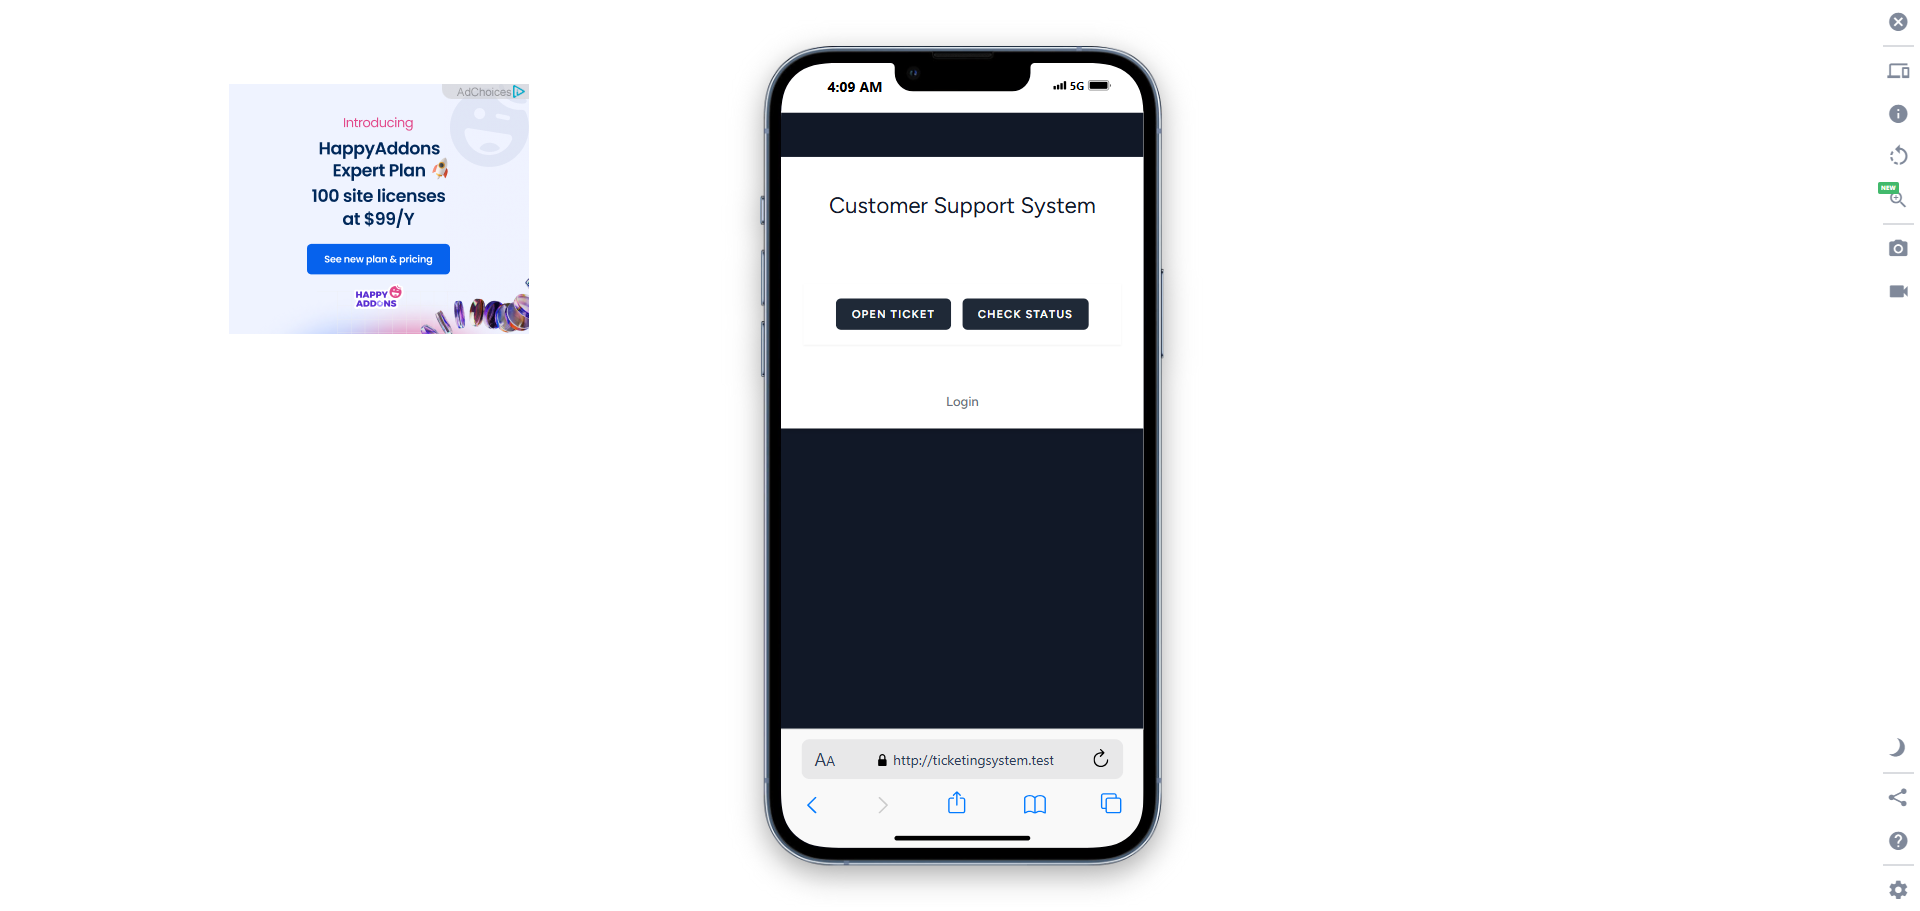 AdChoices
Introducing
HappyAddons
Expert Plan
100 site licenses
at $99/Y
See new plan & pricing
HAPPY
ADDONS
4:09 AM
5G
Customer Support System
OPEN TICKET
CHECK STATUS
Login
AA
http://ticketingsystem.test
NEW